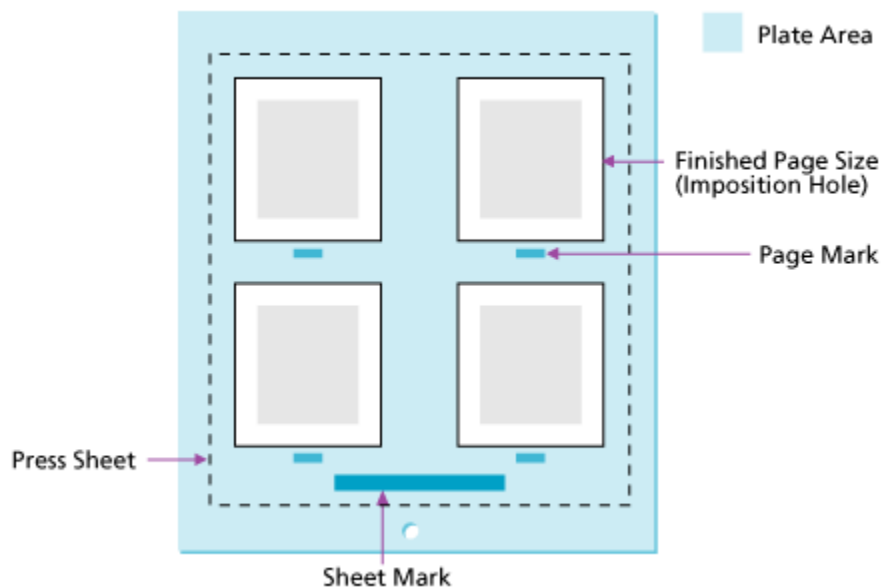 Plate Area
Finished Page Size
(Imposition Hole)
Page Mark
Press Sheet
Sheet Mark